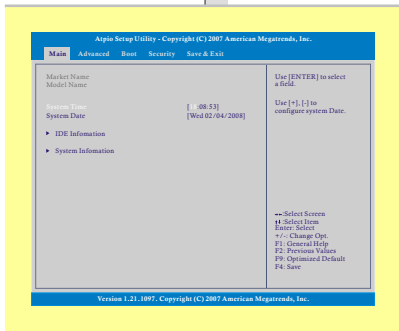 Atpio Setup Utility - Copyright (C) 2007 American Megatrends, Inc.
Main Advanced Boot Security Save & Exit
Market Name
Model Name
System Time [ :08:53]
System Date [Wed 02/04/2008]
IDE Infomation
System Infomation
Use [ENTER] to select
a field.
Use [+], [-] to
configure system Date.
:Select Screen
:Select Item
Enter: Select
+/-: Change Opt.
F1: General Help
F2: Previous Values
F9: Optimized Default
F4: Save
Version 1.21.1097. Copyright (C) 2007 American Megatrends, Inc.